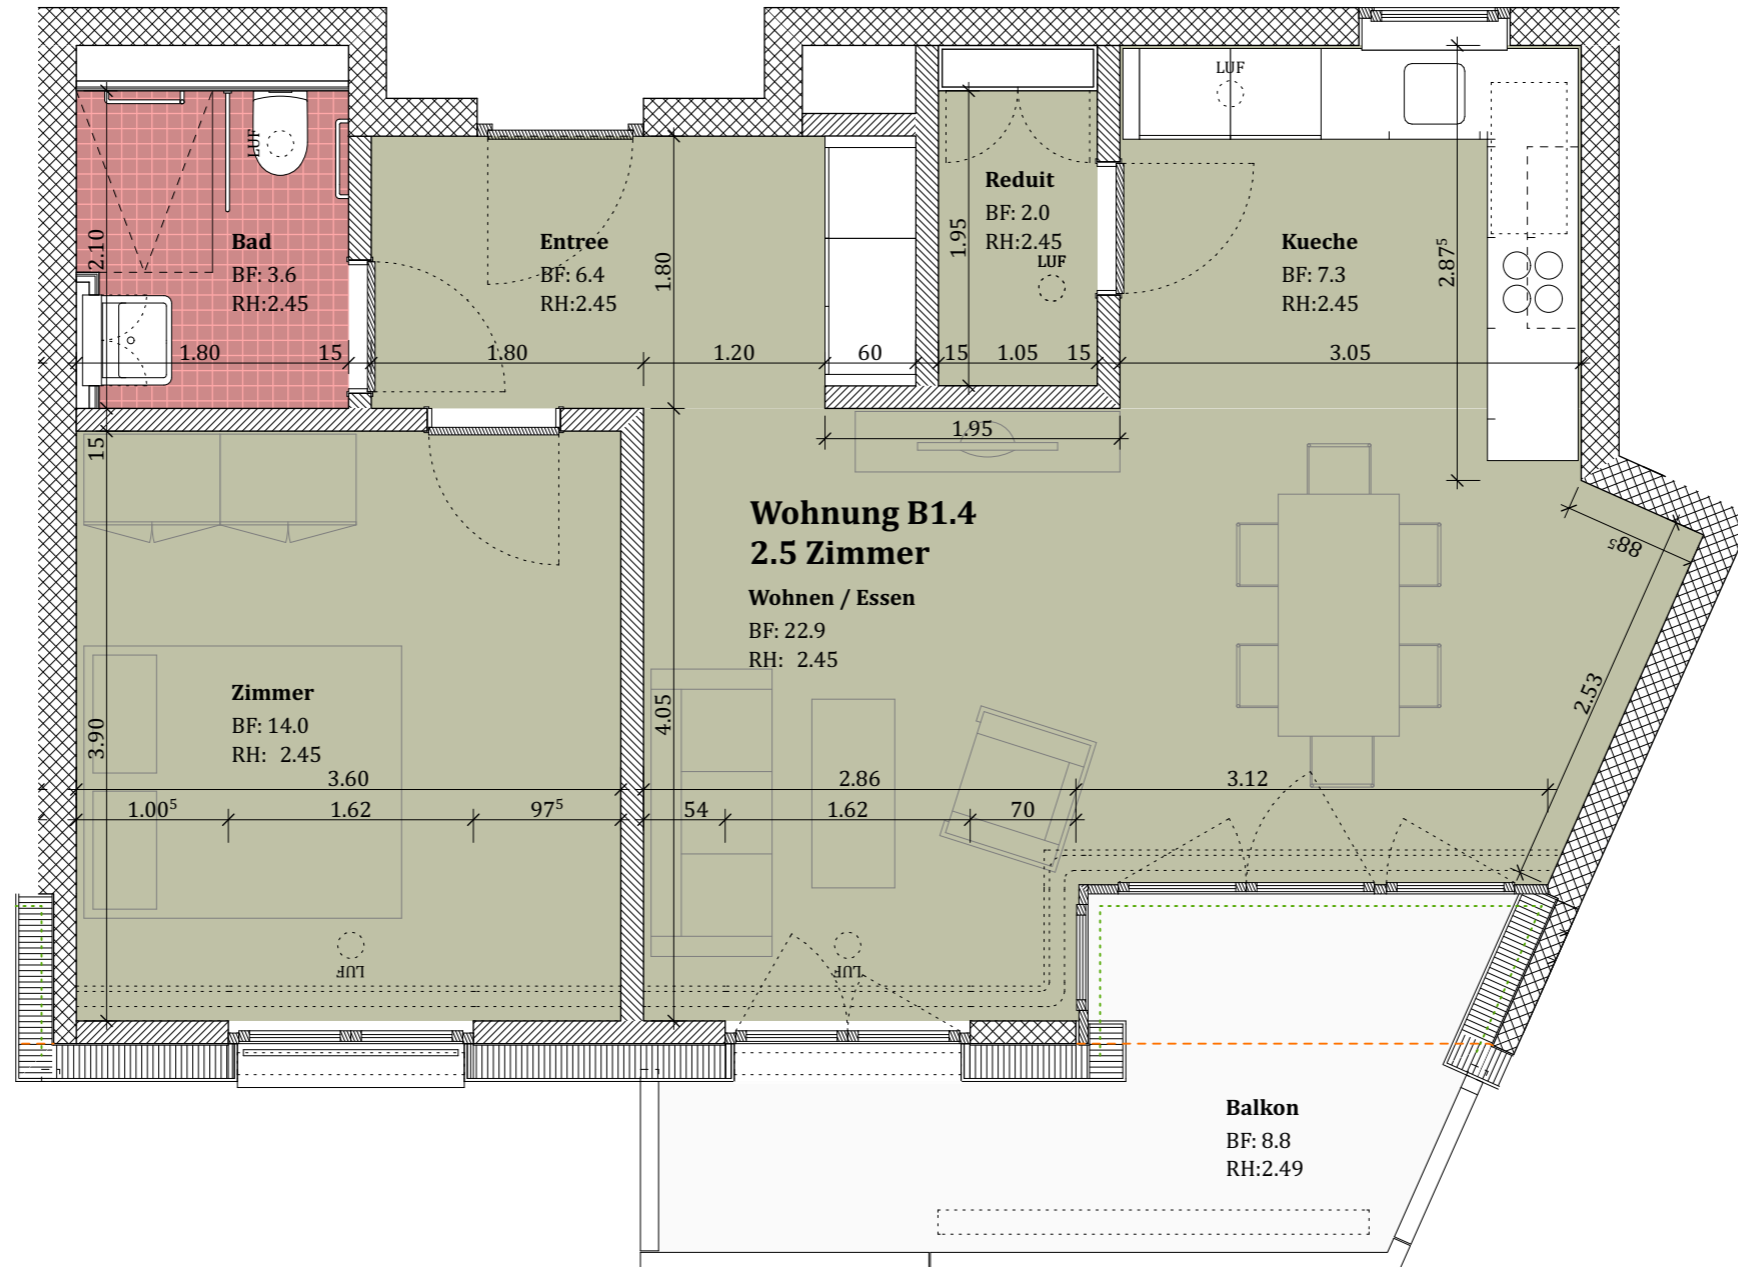 LUF
LUF
Bad
BF: 3.6
RH:2.45
2.10
1.80
15
Entree
BF: 6.4
RH:2.45
1.80
1.80
1.20
60
Reduit
BF: 2.0
RH:2.45
LUF
1.95
15
1.05
15
Kueche
BF: 7.3
RH:2.45
2.87⁵
3.05
1.95
15
Wohnung B1.4
2.5 Zimmer
Wohnen / Essen
BF: 22.9
RH: 2.45
88⁵
2.53
Zimmer
BF: 14.0
RH: 2.45
3.90
4.05
3.60
2.86
3.12
1.00⁵
1.62
97⁵
54
1.62
70
LUF
LUF
Balkon
BF: 8.8
RH:2.49